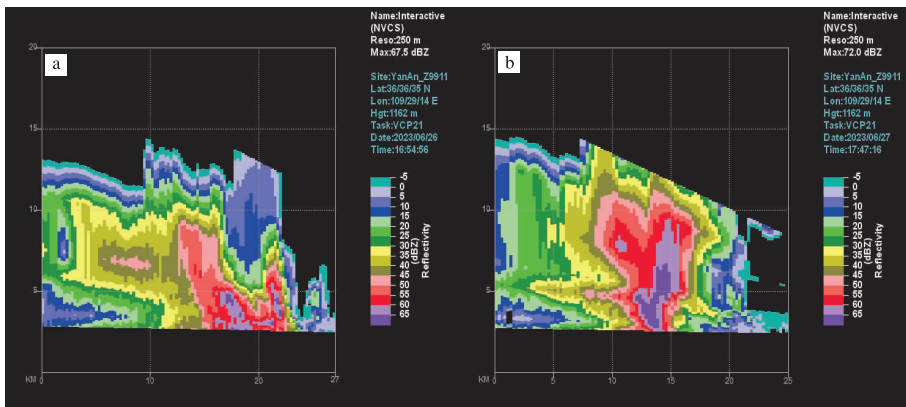 a
20
15
10
5
KM
0
10
20
27
Name:Interactive
(NVCS)
Reso:250 m
Max:67.5 dBZ
Site:YanAn_Z9911
Lat:36/36/35 N
Lon:109/29/14 E
Hgt:1162 m
Task:VCP21
Date:2023/06/26
Time:16:54:56
-5
0
5
10
15
20
25
30
35
40
45
50
55
60
65
Reflectivity
(dBZ)
b
20
15
10
5
KM
0
5
10
15
20
25
Name:Interactive
(NVCS)
Reso:250 m
Max:72.0 dBZ
Site:YanAn_Z9911
Lat:36/36/35 N
Lon:109/29/14 E
Hgt:1162 m
Task:VCP21
Date:2023/06/27
Time:17:47:16
-5
0
5
10
15
20
25
30
35
40
45
50
55
60
65
Reflectivity
(dBZ)